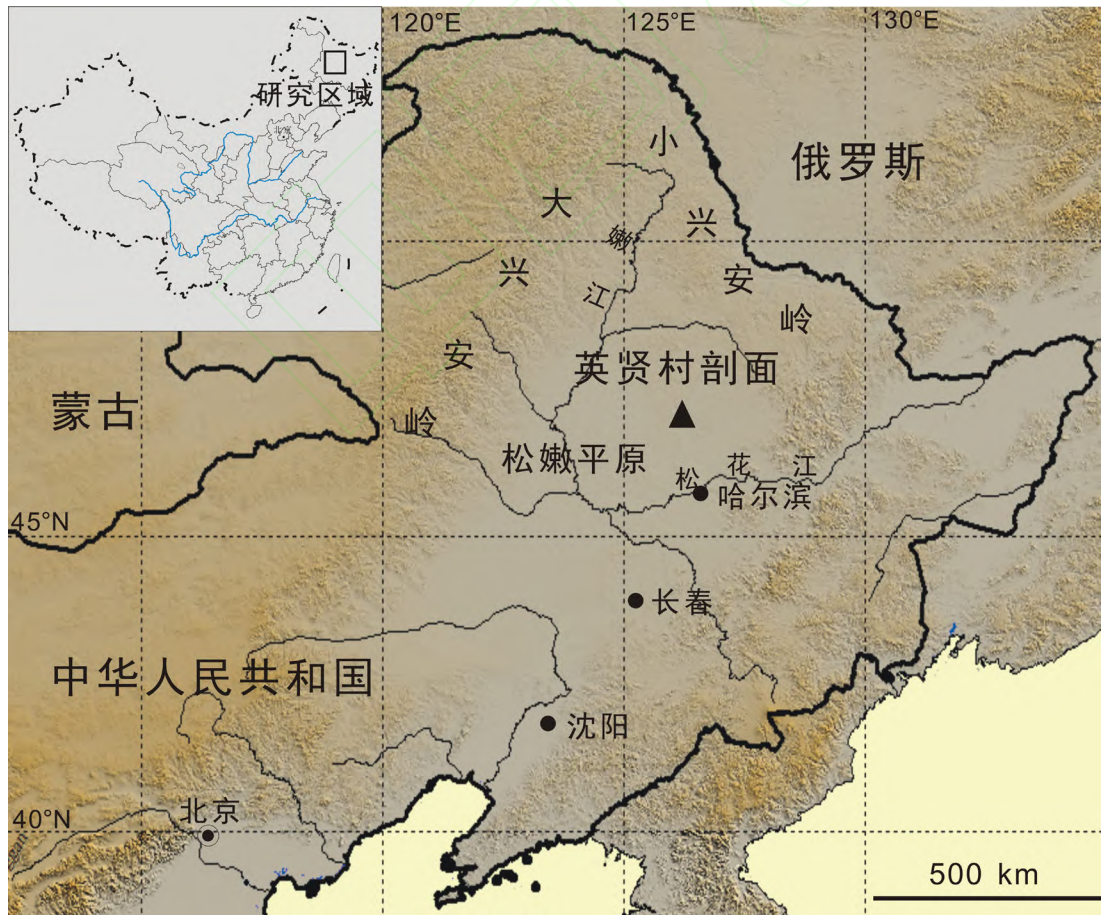 120°E
125°E
130°E
研究区域
北京
俄罗斯
小兴安岭
大兴安岭
嫩江
英贤村剖面
蒙古
松嫩平原
松花江
哈尔滨
45°N
长春
中华人民共和国
沈阳
北京
40°N
500 km